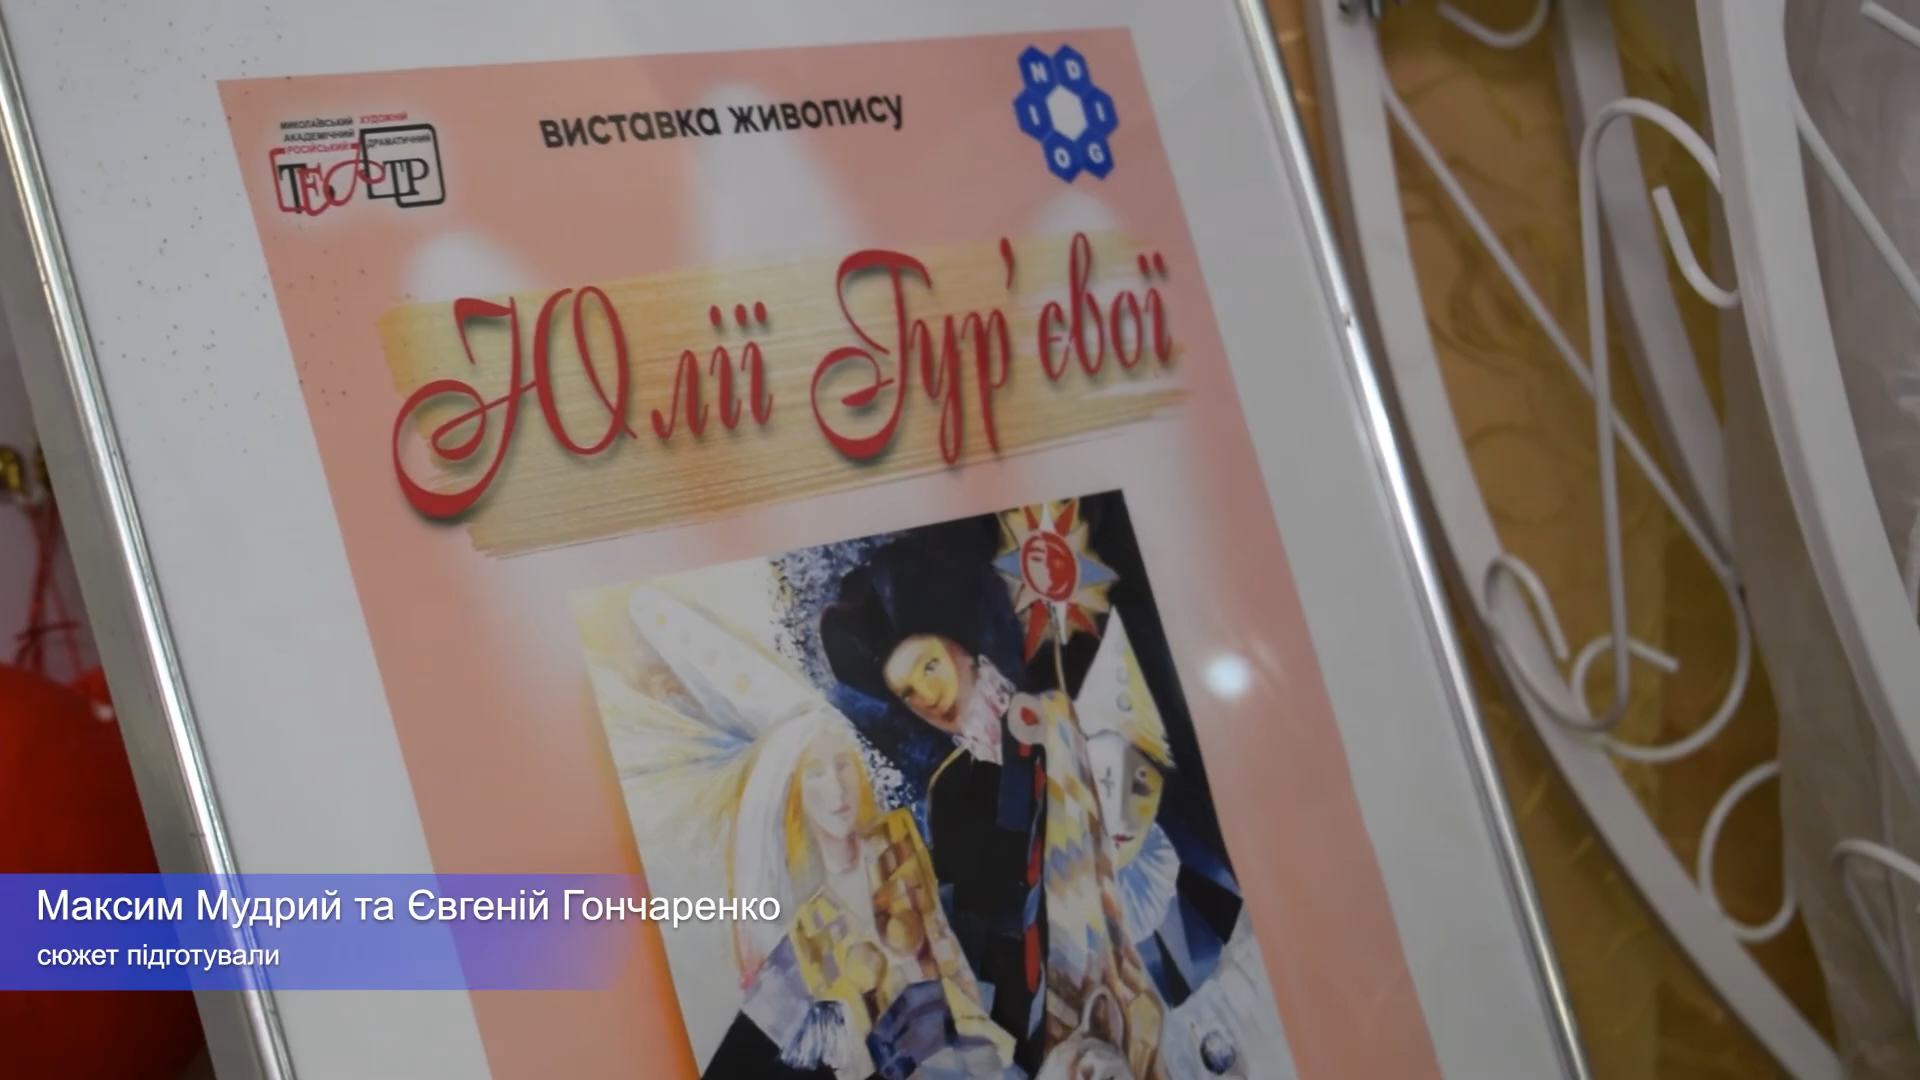 МИКОЛАЇВСЬКИЙ ХУДОЖНІЙ
АКАДЕМІЧНИЙ
РОСІЙСЬКИЙ ДРАМАТИЧНИЙ
ТЕАТР
виставка живопису
INDIGO
Юлії Гур'євої
Максим Мудрий та Євгеній Гончаренко
сюжет підготували